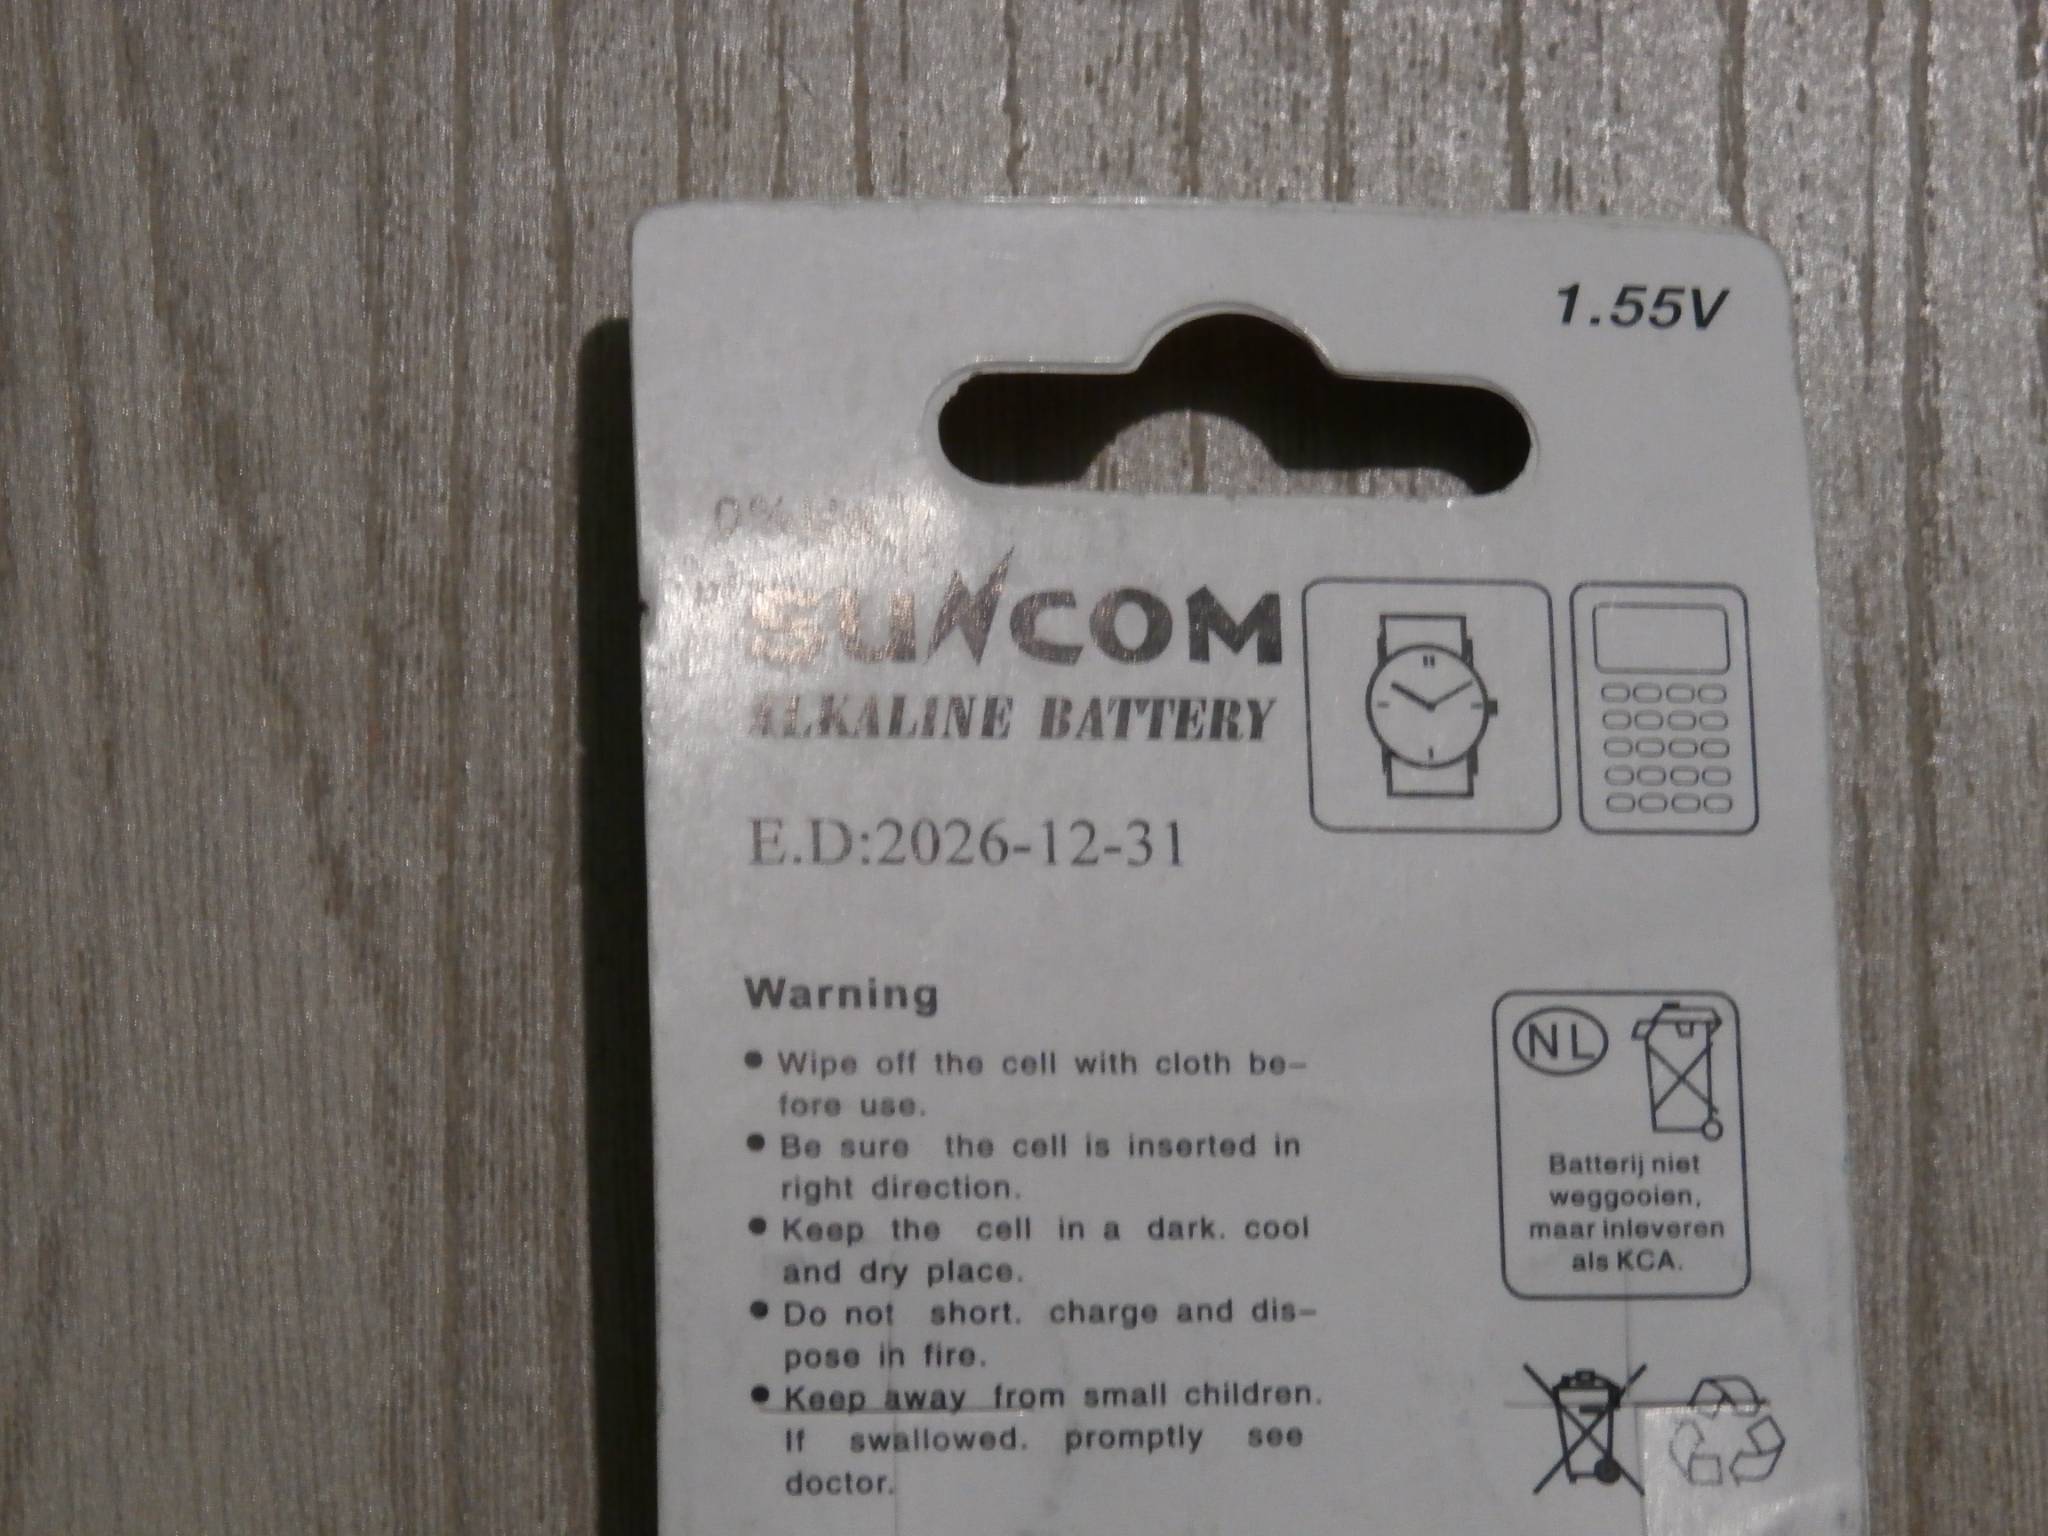 1.55V
0%
SUNCOM
ALKALINE BATTERY
E.D:2026-12-31
Warning
● Wipe off the cell with cloth be–
fore use.
● Be sure the cell is inserted in
right direction.
● Keep the cell in a dark. cool
and dry place.
● Do not short. charge and dis–
pose in fire.
● Keep away from small children.
If swallowed. promptly see
doctor.
NL
Batterij niet
weggooien,
maar inleveren
als KCA.